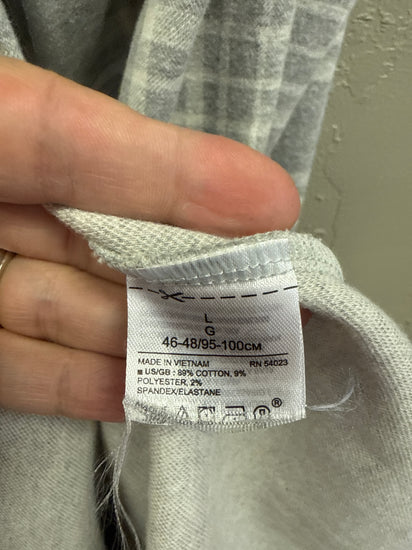 L
G
46-48/95-100CM
MADE IN VIETNAM RN 54023
■ US/GB : 89% COTTON, 9%
POLYESTER, 2%
SPANDEX/ELASTANE
®